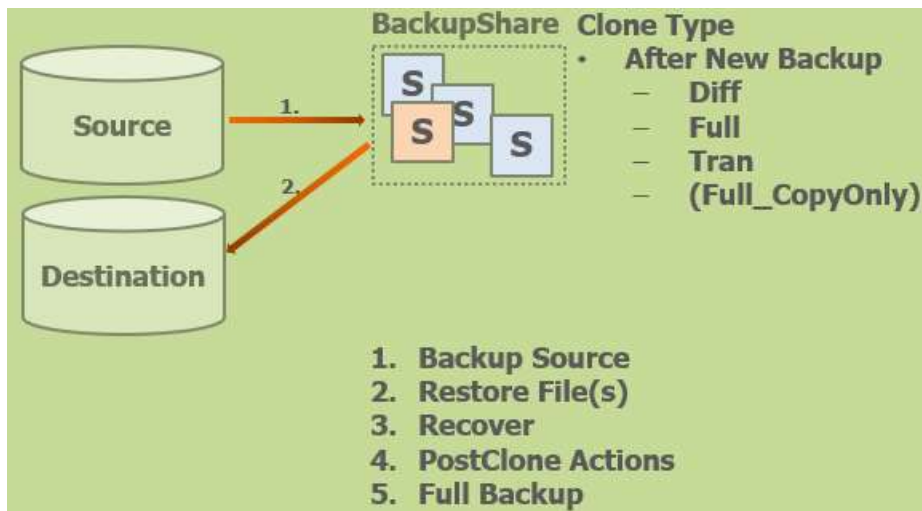 BackupShare
Clone Type
• After New Backup
– Diff
– Full
– Tran
– (Full_CopyOnly)
S
S
S
S
Source
1.
2.
Destination
1. Backup Source
2. Restore File(s)
3. Recover
4. PostClone Actions
5. Full Backup